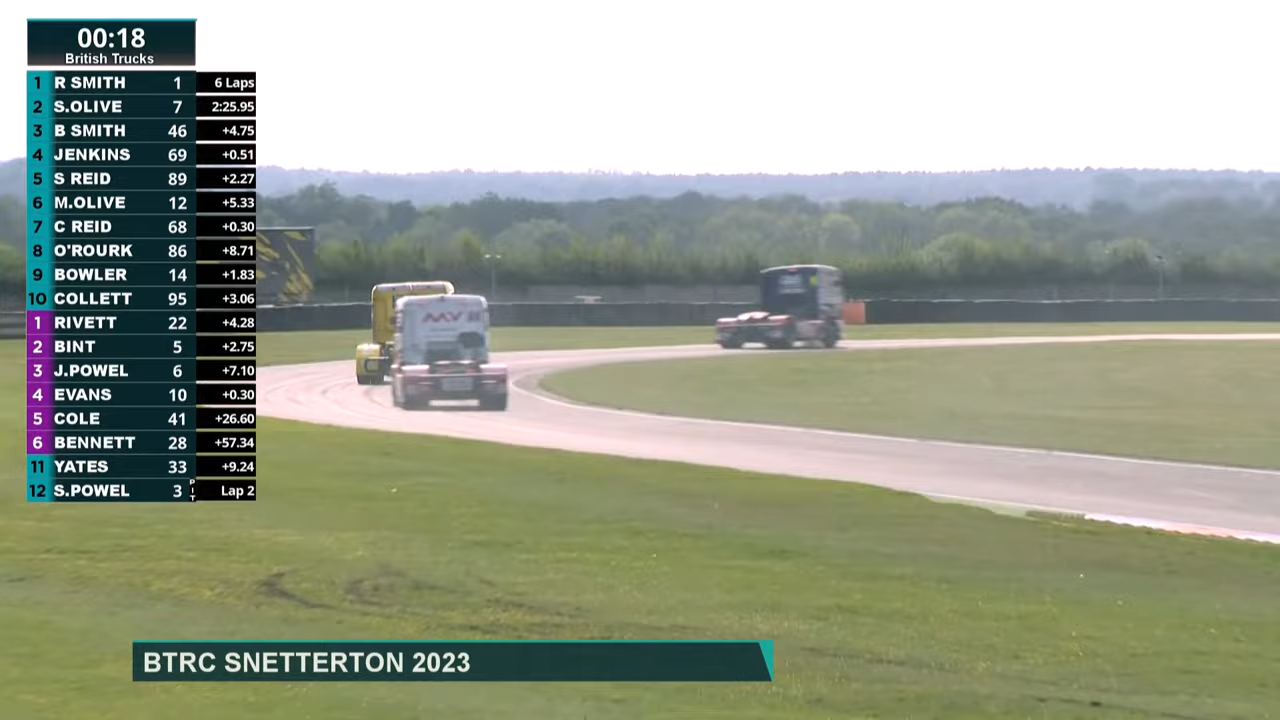 00:18
British Trucks
1 R SMITH 1 6 Laps
2 S.OLIVE 7 2:25.95
3 B SMITH 46 +4.75
4 JENKINS 69 +0.51
5 S REID 89 +2.27
6 M.OLIVE 12 +5.33
7 C REID 68 +0.30
8 O'ROURK 86 +8.71
9 BOWLER 14 +1.83
10 COLLETT 95 +3.06
1 RIVETT 22 +4.28
2 BINT 5 +2.75
3 J.POWEL 6 +7.10
4 EVANS 10 +0.30
5 COLE 41 +26.60
6 BENNETT 28 +57.34
11 YATES 33 +9.24
12 S.POWEL 3 PIT Lap 2
BTRC SNETTERTON 2023